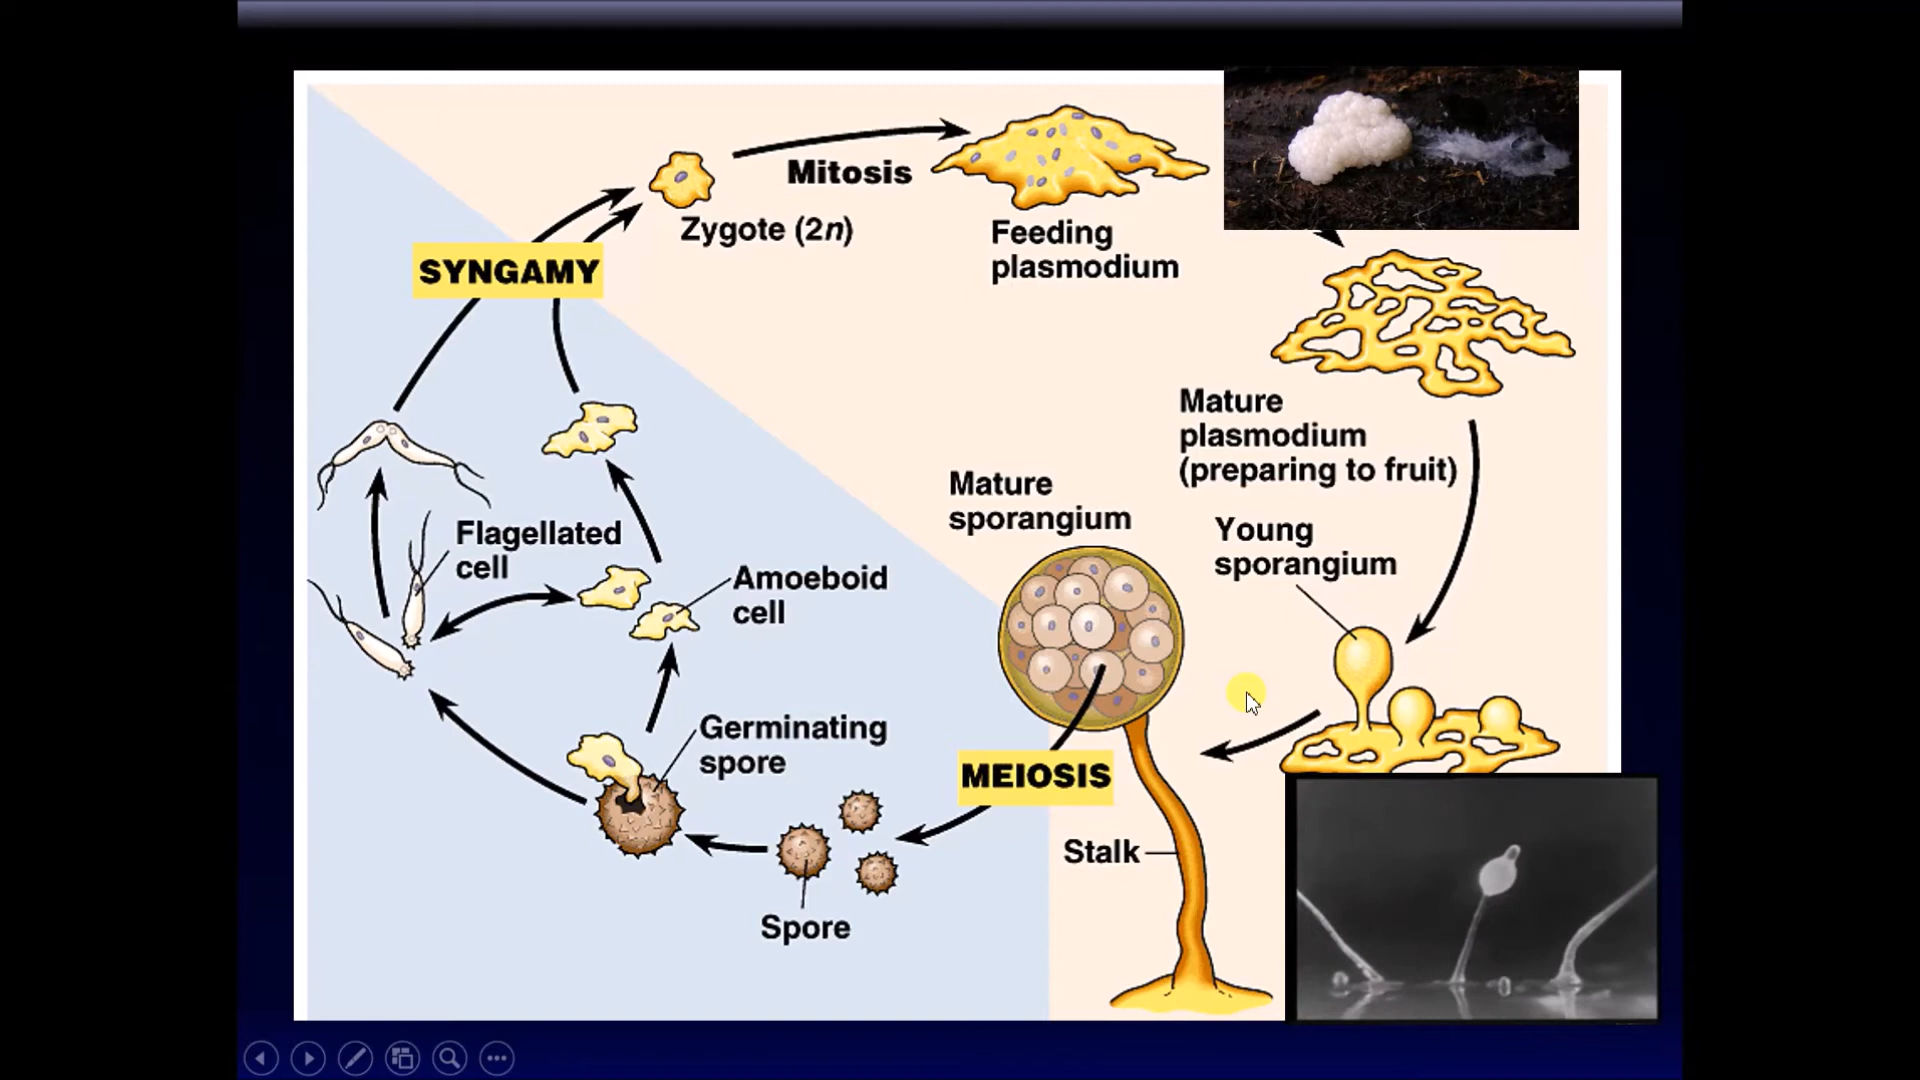 Mitosis
Zygote (2n)
Feeding
plasmodium
SYNGAMY
Mature
plasmodium
(preparing to fruit)
Mature
sporangium
Young
sporangium
Flagellated
cell
Amoeboid
cell
Germinating
spore
MEIOSIS
Stalk
Spore